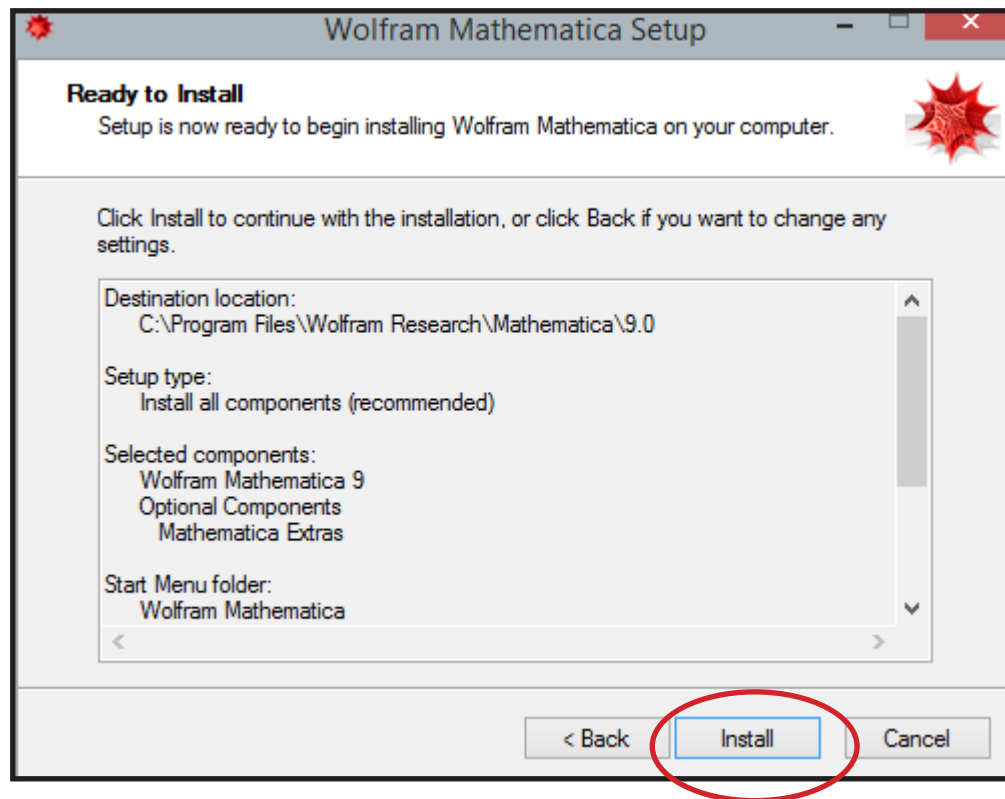 Wolfram Mathematica Setup
Ready to Install
Setup is now ready to begin installing Wolfram Mathematica on your computer.
Click Install to continue with the installation, or click Back if you want to change any
settings.
Destination location:
C:\Program Files\Wolfram Research\Mathematica\9.0
Setup type:
Install all components (recommended)
Selected components:
Wolfram Mathematica 9
Optional Components
Mathematica Extras
Start Menu folder:
Wolfram Mathematica
< Back Install Cancel